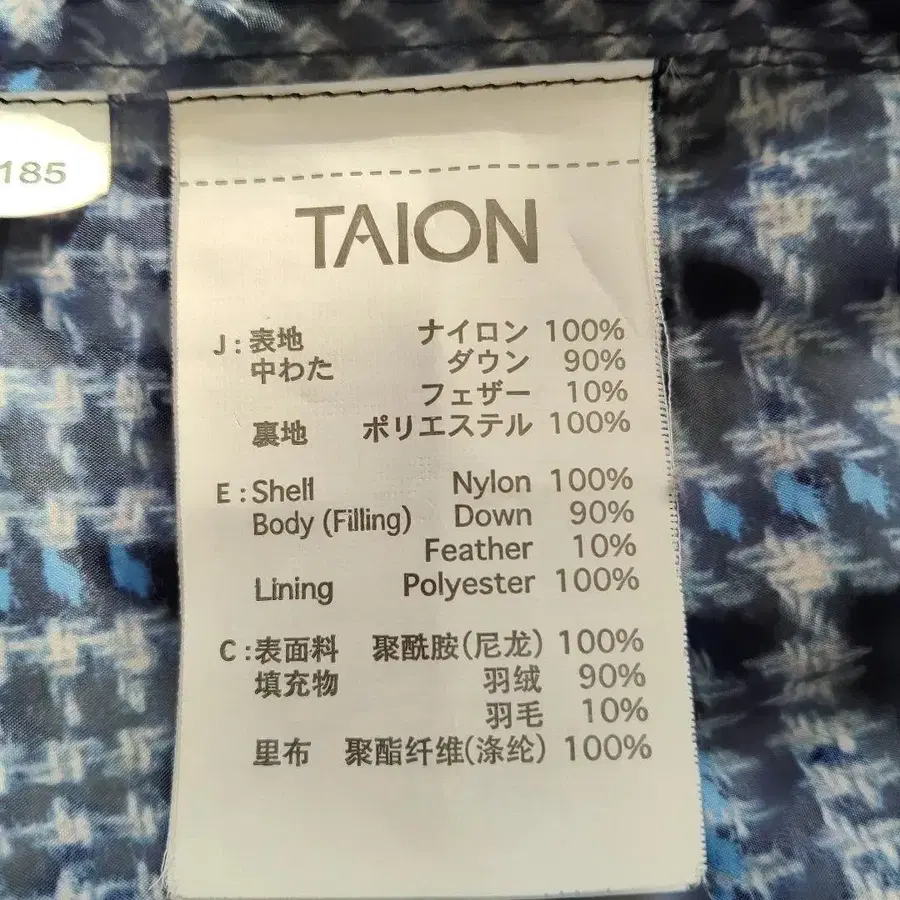 185
TAION
J : 表地 ナイロン 100%
中わた ダウン 90%
フェザー 10%
裏地 ポリエステル 100%
E : Shell Nylon 100%
Body (Filling) Down 90%
Feather 10%
Lining Polyester 100%
C : 表面料 聚酰胺(尼龙) 100%
填充物 羽绒 90%
羽毛 10%
里布 聚酯纤维(涤纶) 100%